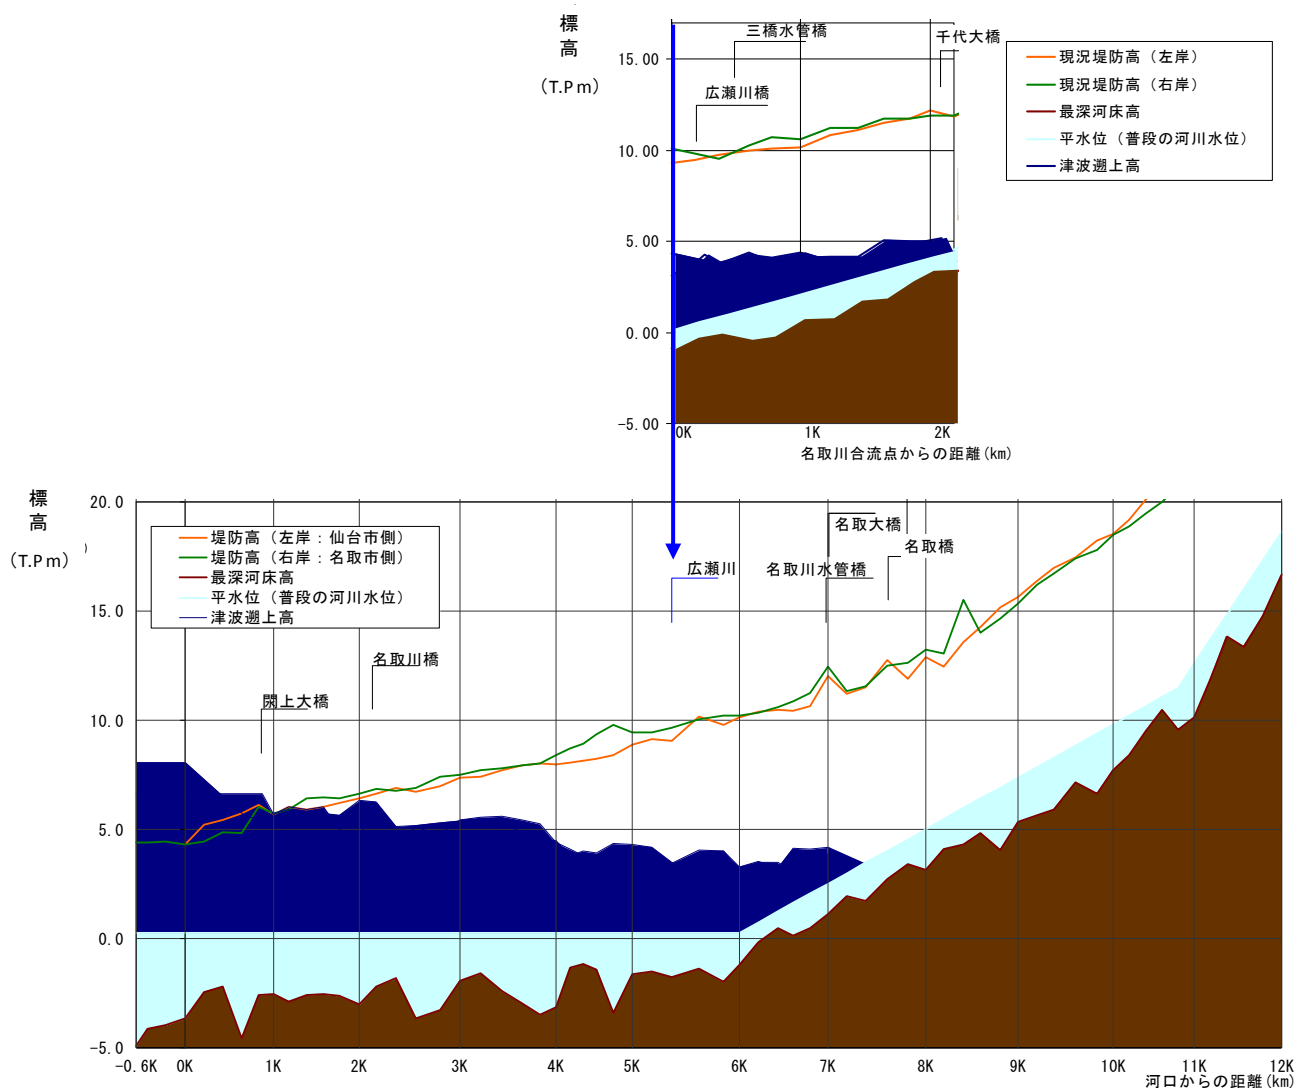 標
高
(T.Pm)
三橋水管橋
千代大橋
広瀬川橋
15.00
10.00
5.00
0.00
-5.00
0K
1K
2K
名取川合流点からの距離(km)
現況堤防高（左岸）
現況堤防高（右岸）
最深河床高
平水位（普段の河川水位）
津波遡上高
標
高
(T.Pm)
)
20.0
15.0
10.0
5.0
0.0
-5.0
堤防高（左岸：仙台市側）
堤防高（右岸：名取市側）
最深河床高
平水位（普段の河川水位）
津波遡上高
閖上大橋
名取川橋
広瀬川
名取川水管橋
名取大橋
名取橋
-0.6K
0K
1K
2K
3K
4K
5K
6K
7K
8K
9K
10K
11K
12K
河口からの距離(km)